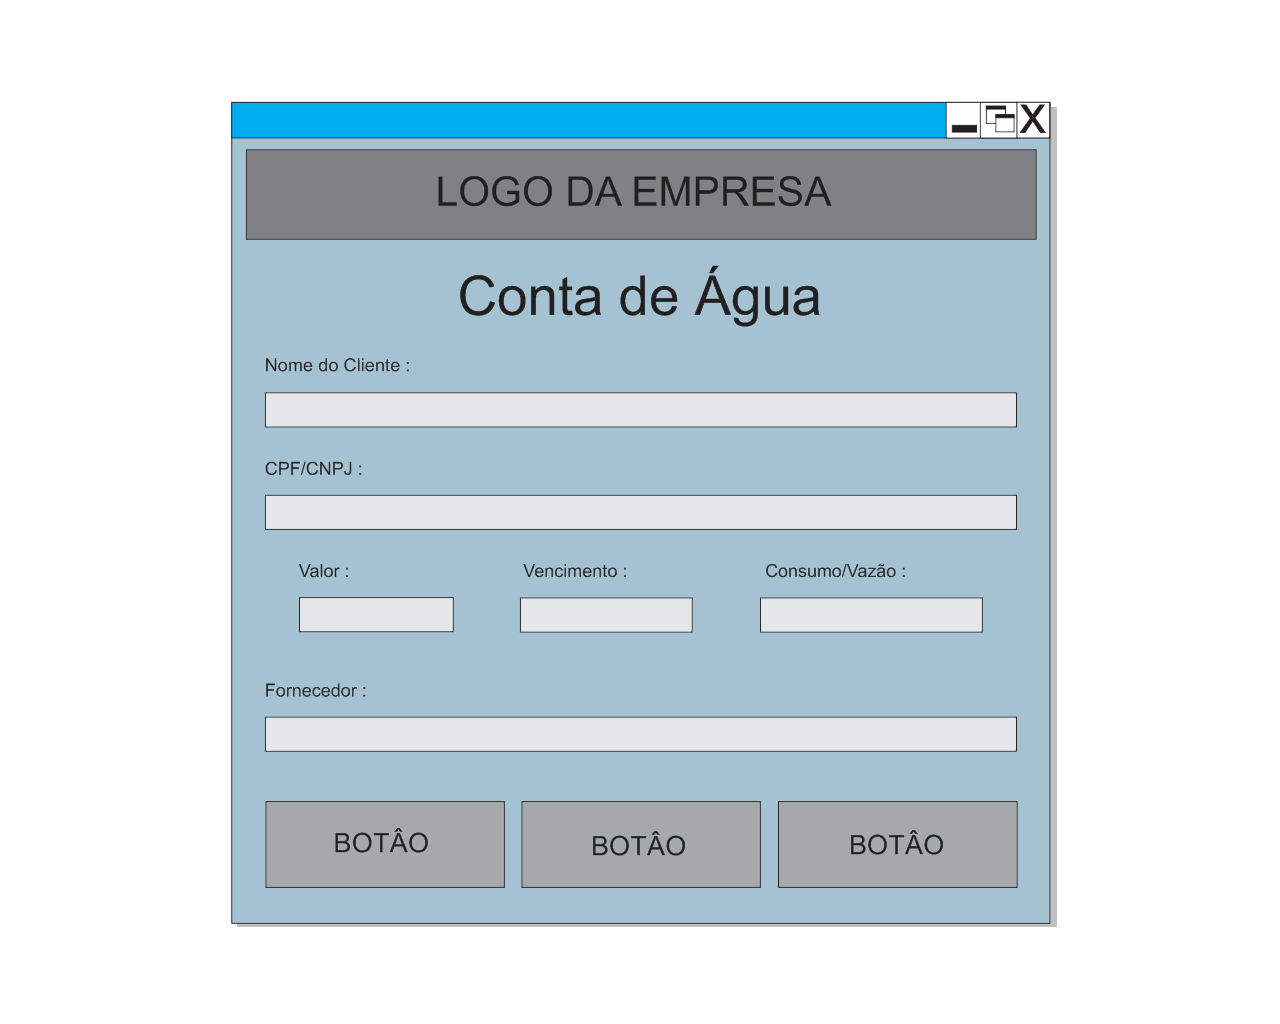 LOGO DA EMPRESA
Conta de Água
Nome do Cliente :
CPF/CNPJ :
Valor : Vencimento : Consumo/Vazão :
Fornecedor :
BOTÂO BOTÂO BOTÂO